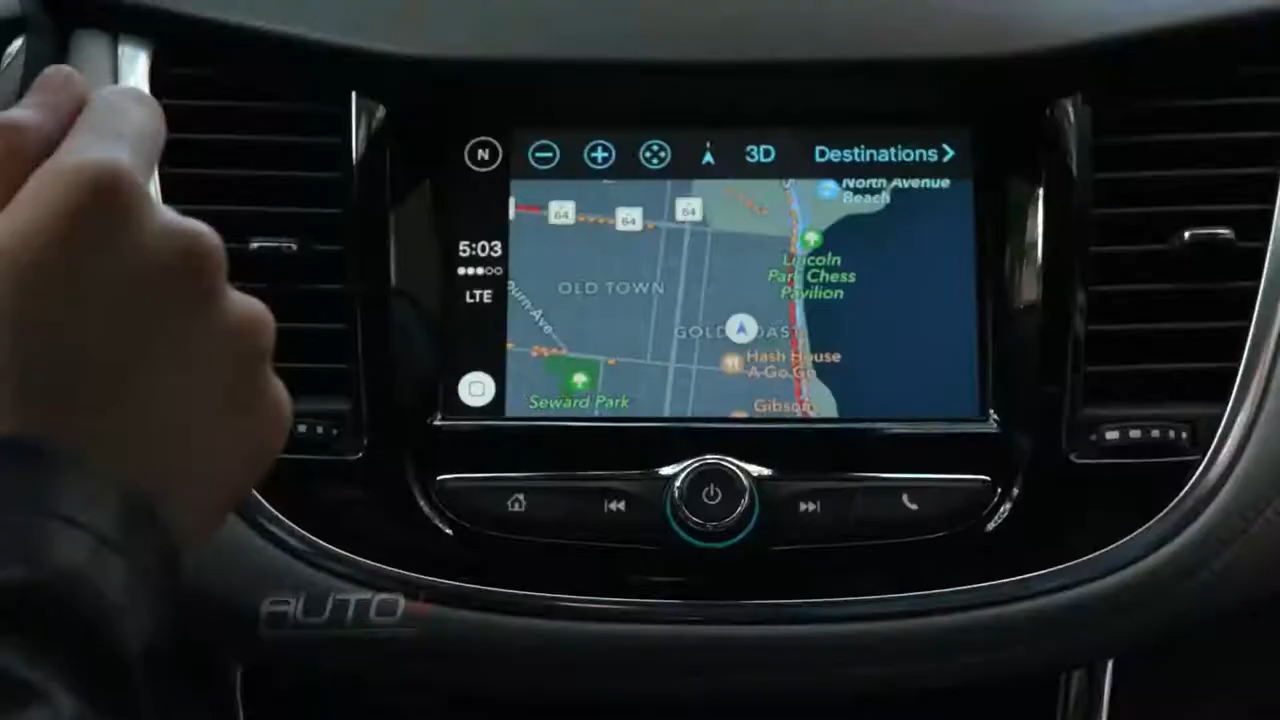 N
3D
Destinations
North Avenue
Beach
64
64
64
5:03
LTE
Lincoln
Park Chess
Pavilion
OLD TOWN
GOLD COAST
Hash House
A Go Go
Seward Park
AUTO+